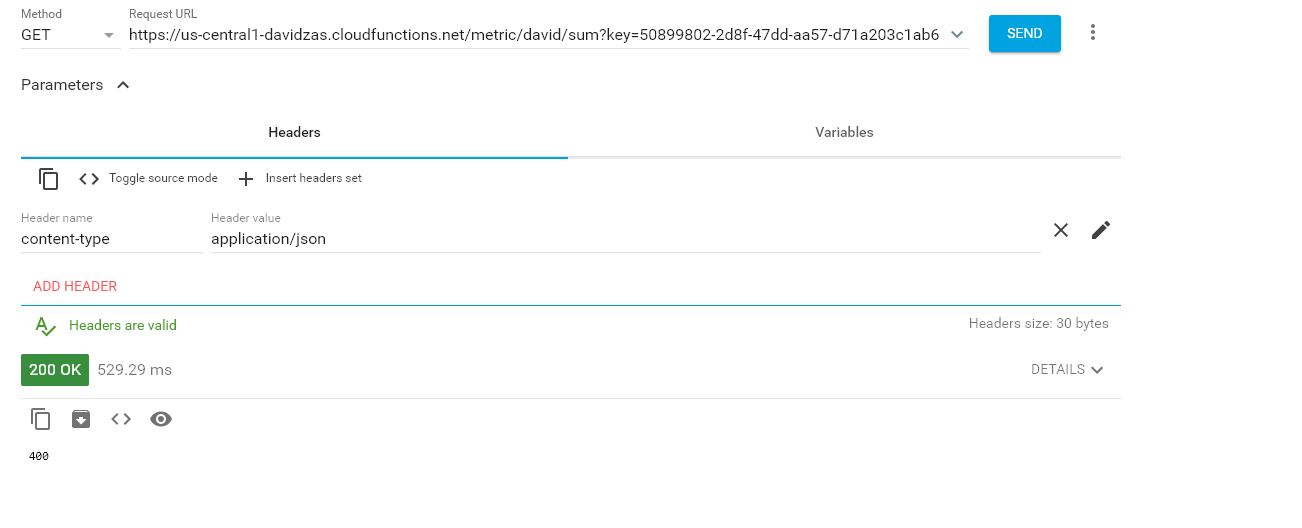 Method
Request URL
GET
https://us-central1-davidzas.cloudfunctions.net/metric/david/sum?key=50899802-2d8f-47dd-aa57-d71a203c1ab6
SEND
Parameters
Headers
Variables
Toggle source mode
Insert headers set
Header name
Header value
content-type
application/json
ADD HEADER
Headers are valid
Headers size: 30 bytes
200 OK
529.29 ms
DETAILS
400